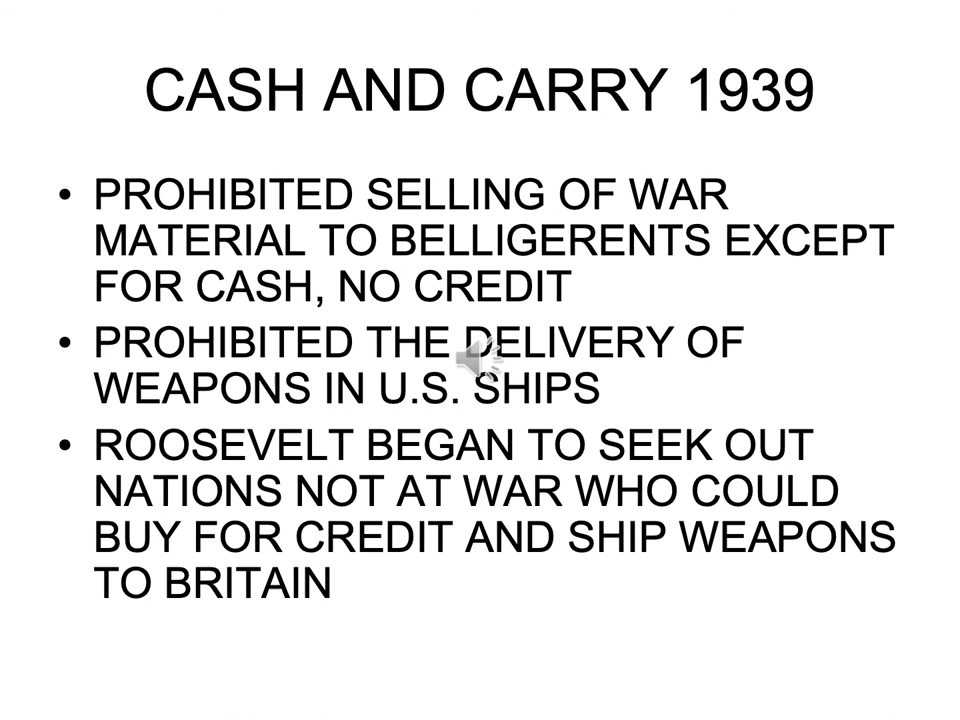 CASH AND CARRY 1939
• PROHIBITED SELLING OF WAR
MATERIAL TO BELLIGERENTS EXCEPT
FOR CASH, NO CREDIT
• PROHIBITED THE DELIVERY OF
WEAPONS IN U.S. SHIPS
• ROOSEVELT BEGAN TO SEEK OUT
NATIONS NOT AT WAR WHO COULD
BUY FOR CREDIT AND SHIP WEAPONS
TO BRITAIN